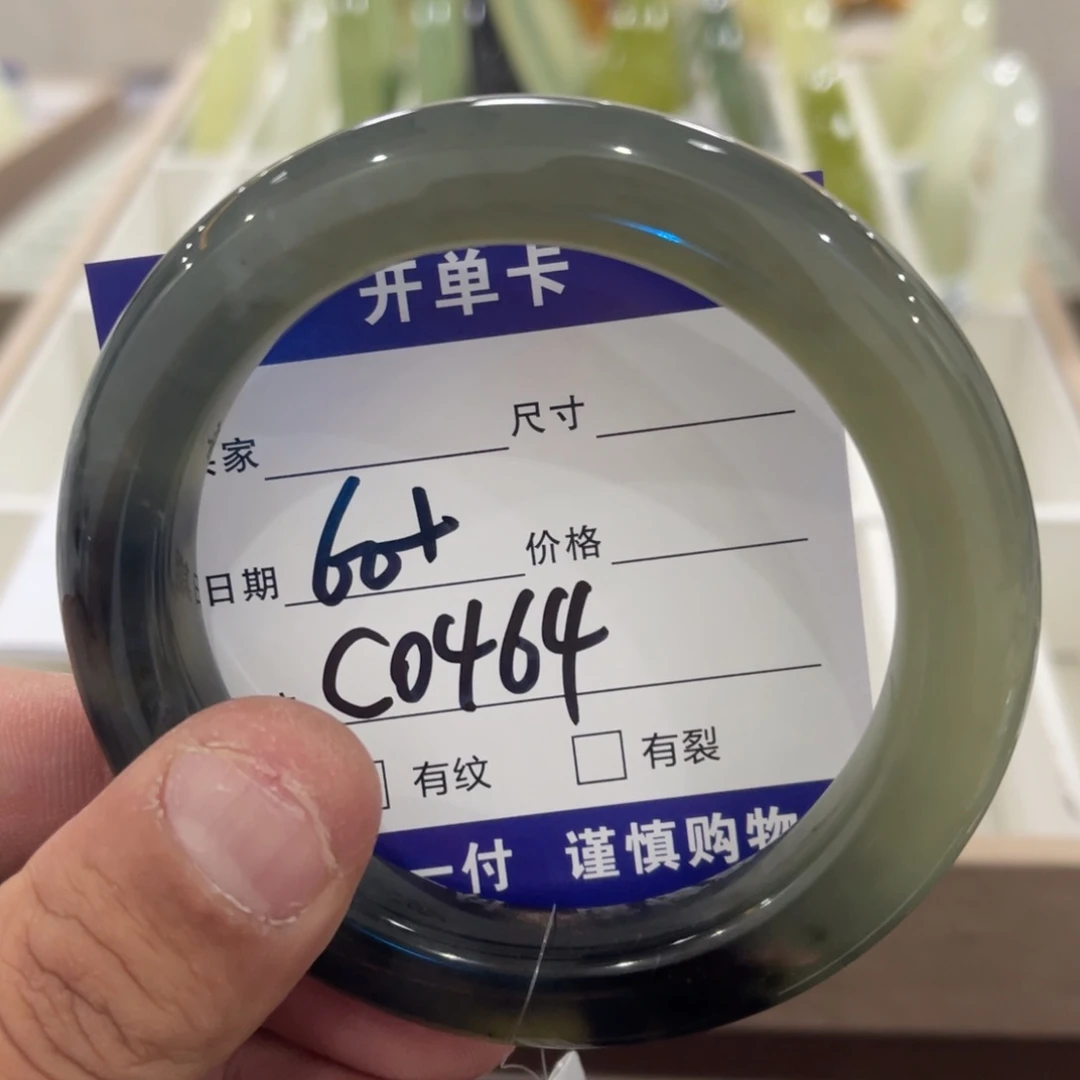 开单卡
家 尺寸
日期 60+ 价格
C0464
有纹 有裂
一付 谨慎购物